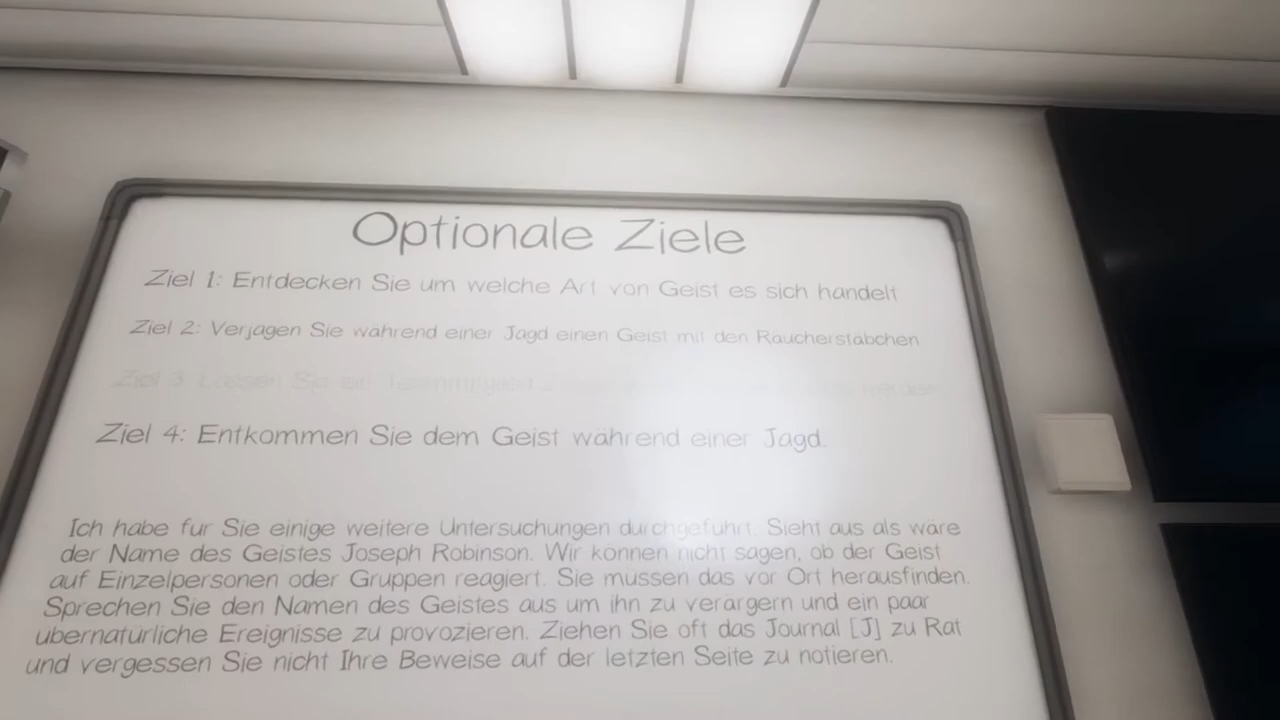 Optionale Ziele
Ziel 1: Entdecken Sie um welche Art von Geist es sich handelt
Ziel 2: Verjagen Sie während einer Jagd einen Geist mit den Räucherstäbchen
Ziel 3 Sie ein Teammitglied
Ziel 4: Entkommen Sie dem Geist während einer Jagd.
Ich habe für Sie einige weitere Untersuchungen durchgeführt. Sieht aus als wäre
der Name des Geistes Joseph Robinson. Wir können nicht sagen, ob der Geist
auf Einzelpersonen oder Gruppen reagiert. Sie müssen das vor Ort herausfinden.
Sprechen Sie den Namen des Geistes aus um ihn zu verärgern und ein paar
übernatürliche Ereignisse zu provozieren. Ziehen Sie oft das Journal [J] zu Rat
und vergessen Sie nicht Ihre Beweise auf der letzten Seite zu notieren.